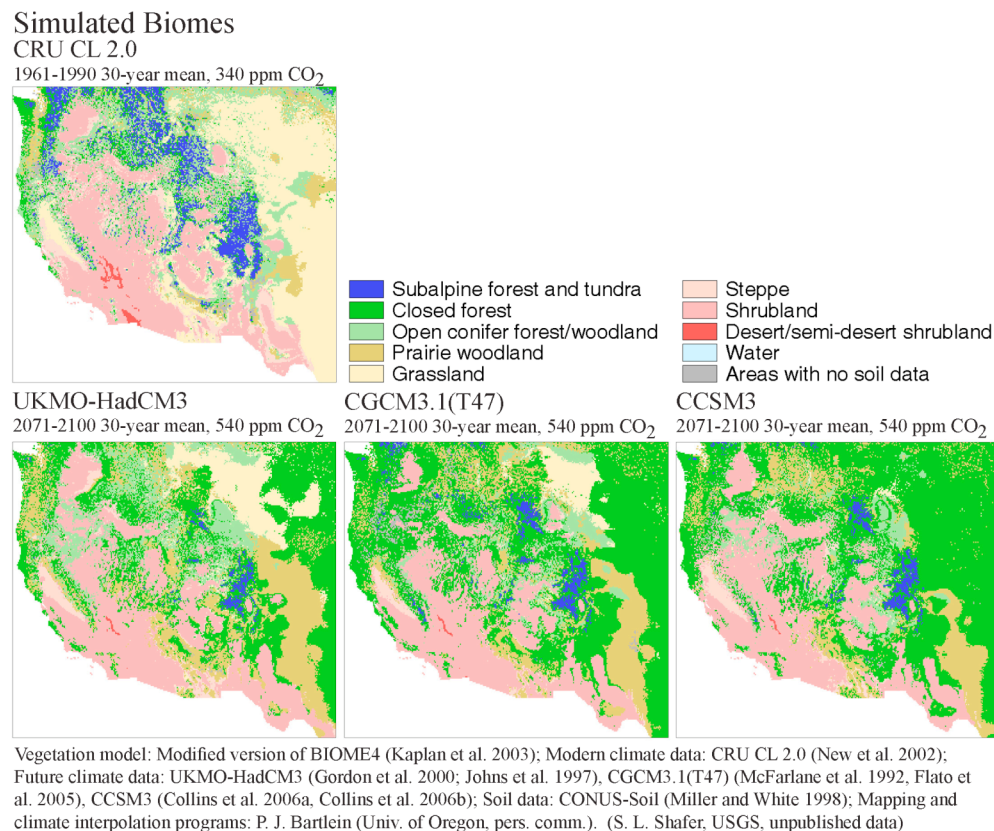 Simulated Biomes
CRU CL 2.0
1961-1990 30-year mean, 340 ppm CO2
Subalpine forest and tundra
Closed forest
Open conifer forest/woodland
Prairie woodland
Grassland
Steppe
Shrubland
Desert/semi-desert shrubland
Water
Areas with no soil data
UKMO-HadCM3
2071-2100 30-year mean, 540 ppm CO2
CGCM3.1(T47)
2071-2100 30-year mean, 540 ppm CO2
CCSM3
2071-2100 30-year mean, 540 ppm CO2
Vegetation model: Modified version of BIOME4 (Kaplan et al. 2003); Modern climate data: CRU CL 2.0 (New et al. 2002);
Future climate data: UKMO-HadCM3 (Gordon et al. 2000; Johns et al. 1997), CGCM3.1(T47) (McFarlane et al. 1992, Flato et
al. 2005), CCSM3 (Collins et al. 2006a, Collins et al. 2006b); Soil data: CONUS-Soil (Miller and White 1998); Mapping and
climate interpolation programs: P. J. Bartlein (Univ. of Oregon, pers. comm.). (S. L. Shafer, USGS, unpublished data)